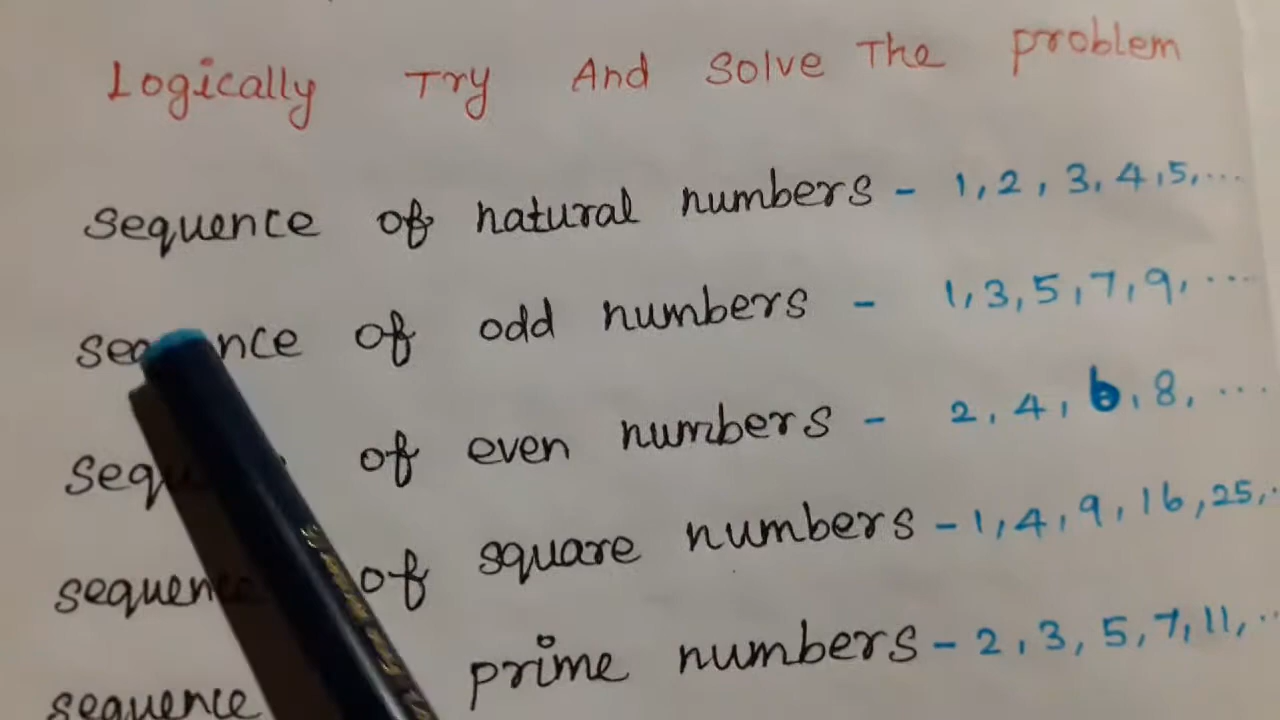 Logically Try And Solve The problem
sequence of natural numbers - 1, 2, 3, 4, 5, ...
of odd numbers - 1, 3, 5, 7, 9, ...
of even numbers - 2, 4, 6, 8, ...
of square numbers - 1, 4, 9, 16, 25, ..
sequence prime numbers - 2, 3, 5, 7, 11, ..